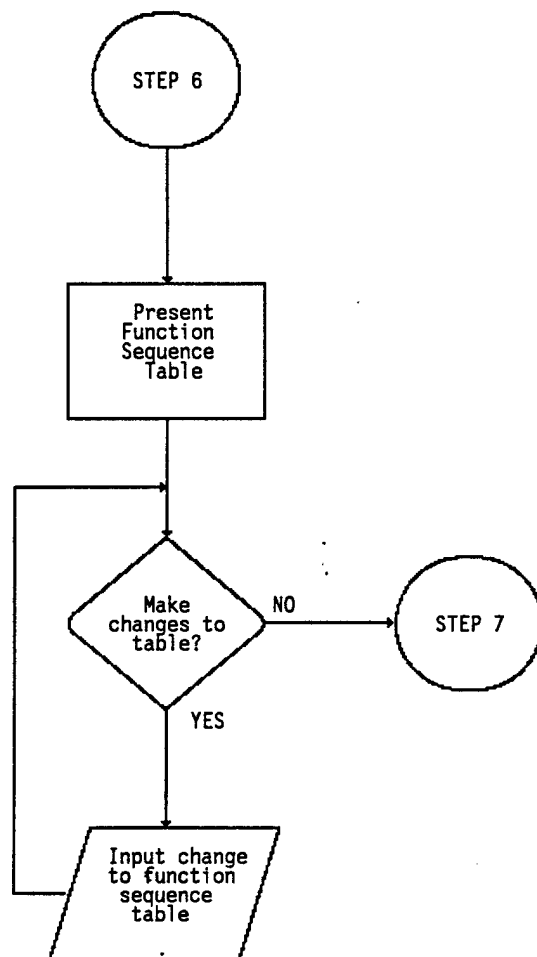 STEP 6
Present
Function
Sequence
Table
Make
changes to
table?
NO
STEP 7
YES
Input change
to function
sequence
table